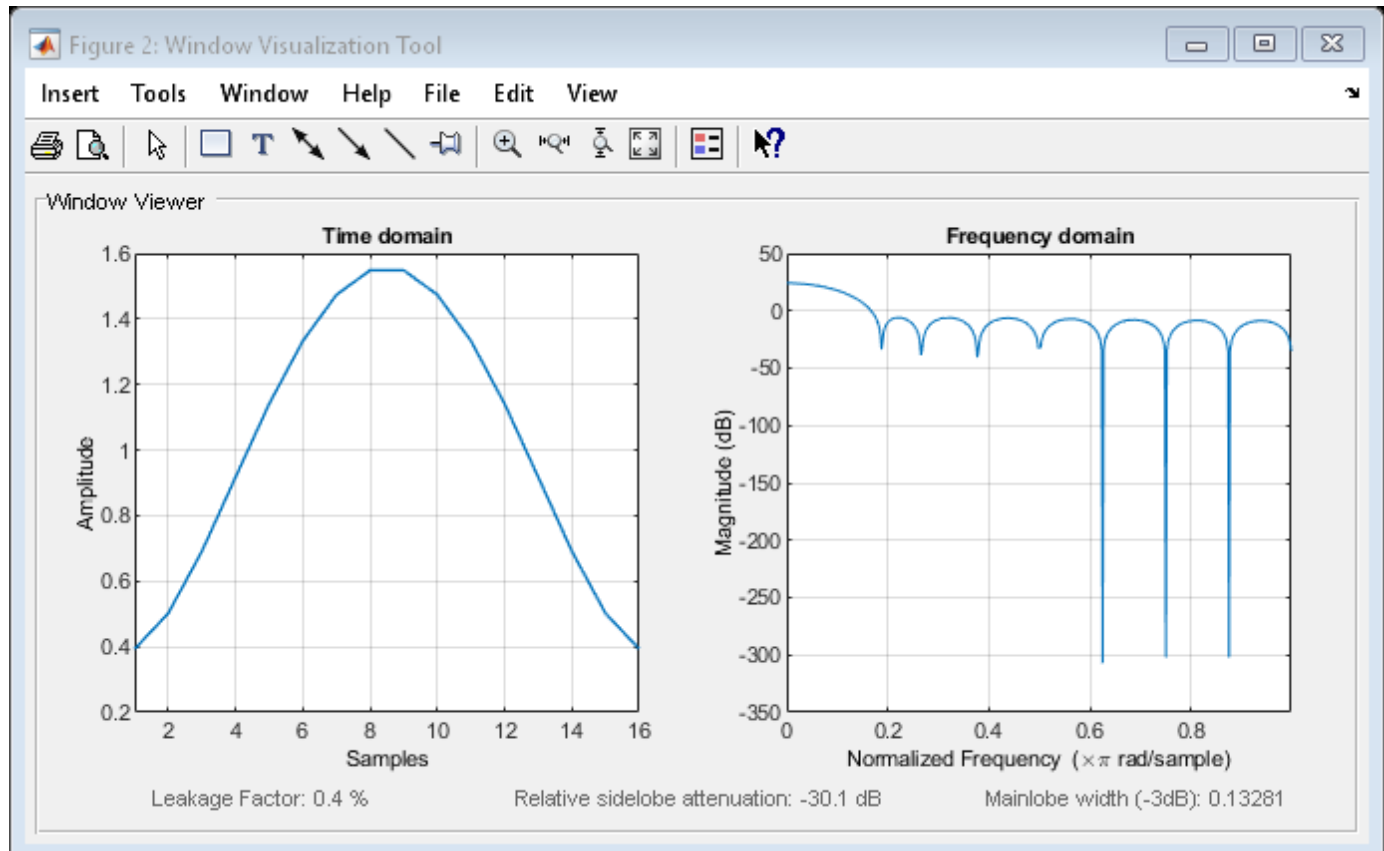 Figure 2: Window Visualization Tool
Insert Tools Window Help File Edit View
T
?
Window Viewer
Time domain
1.6
1.4
1.2
1
0.8
0.6
0.4
0.2
Amplitude
2 4 6 8 10 12 14 16
Samples
Frequency domain
50
0
-50
-100
-150
-200
-250
-300
-350
Magnitude (dB)
0 0.2 0.4 0.6 0.8
Normalized Frequency (×π rad/sample)
Leakage Factor: 0.4 % Relative sidelobe attenuation: -30.1 dB Mainlobe width (-3dB): 0.13281